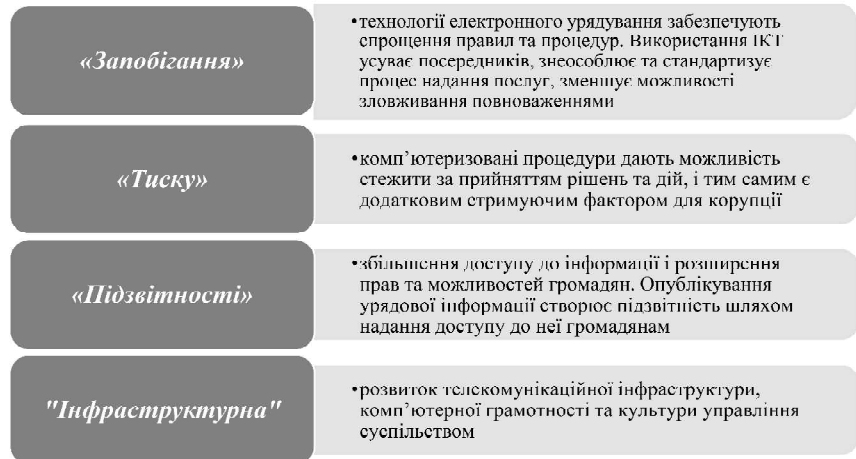 «Запобігання»
•технології електронного урядування забезпечують
спрощення правил та процедур. Використання ІКТ
усуває посередників, знеособлює та стандартизує
процес надання послуг, зменшує можливості
зловживання повноваженнями
«Тиску»
•комп’ютеризовані процедури дають можливість
стежити за прийняттям рішень та дій, і тим самим є
додатковим стримуючим фактором для корупції
«Підзвітності»
•збільшення доступу до інформації і розширення
прав та можливостей громадян. Опублікування
урядової інформації створює підзвітність шляхом
надання доступу до неї громадянам
"Інфраструктурна"
•розвиток телекомунікаційної інфраструктури,
комп’ютерної грамотності та культури управління
суспільством